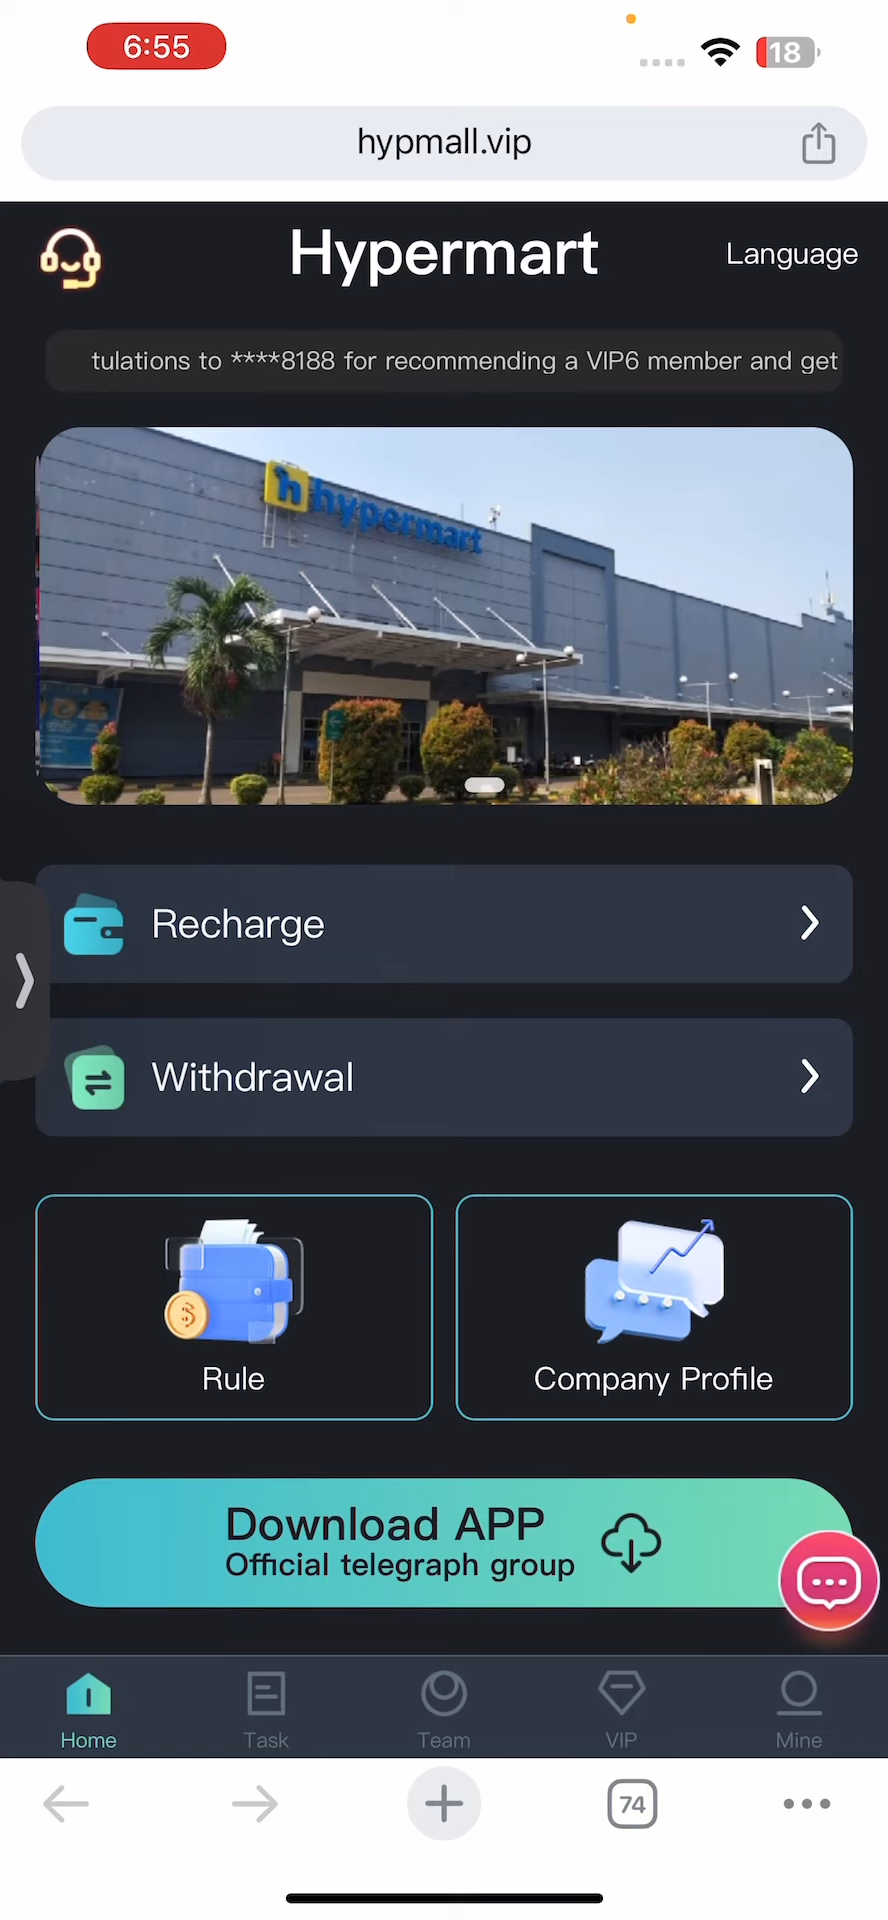 6:55
18
hypmall.vip
Hypermart
Language
tulations to ****8188 for recommending a VIP6 member and get
hypermart
Recharge
Withdrawal
Rule
Company Profile
Download APP
Official telegraph group
Home
Task
Team
VIP
Mine
74